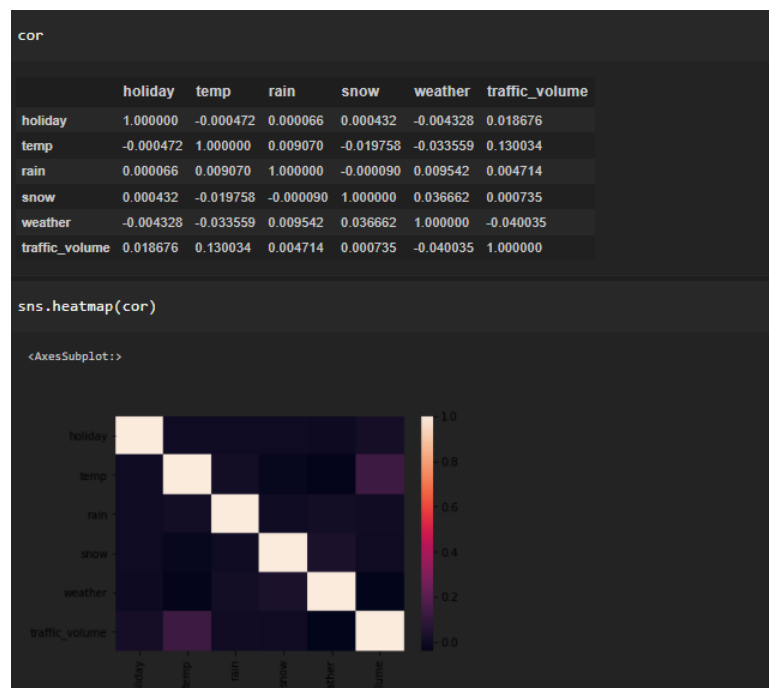 cor
holiday temp rain snow weather traffic_volume
holiday 1.000000 -0.000472 0.000066 0.000432 -0.004328 0.018676
temp -0.000472 1.000000 0.009070 -0.019758 -0.033559 0.130034
rain 0.000066 0.009070 1.000000 -0.000090 0.009542 0.004714
snow 0.000432 -0.019758 -0.000090 1.000000 0.036662 0.000735
weather -0.004328 -0.033559 0.009542 0.036662 1.000000 -0.040035
traffic_volume 0.018676 0.130034 0.004714 0.000735 -0.040035 1.000000
sns.heatmap(cor)
<AxesSubplot:>
holiday
temp
rain
snow
weather
traffic_volume
1.0
0.8
0.6
0.4
0.2
0.0
liday
temp
rain
snow
ather
ume